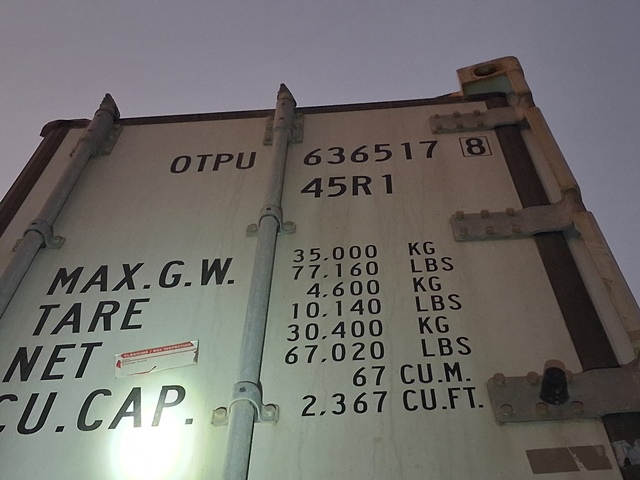 OTPU 636517 8
45R1
MAX.G.W. 35,000 KG
77,160 LBS
TARE 4,600 KG
10,140 LBS
NET 30,400 KG
67,020 LBS
CU.CAP. 67 CU.M.
2,367 CU.FT.